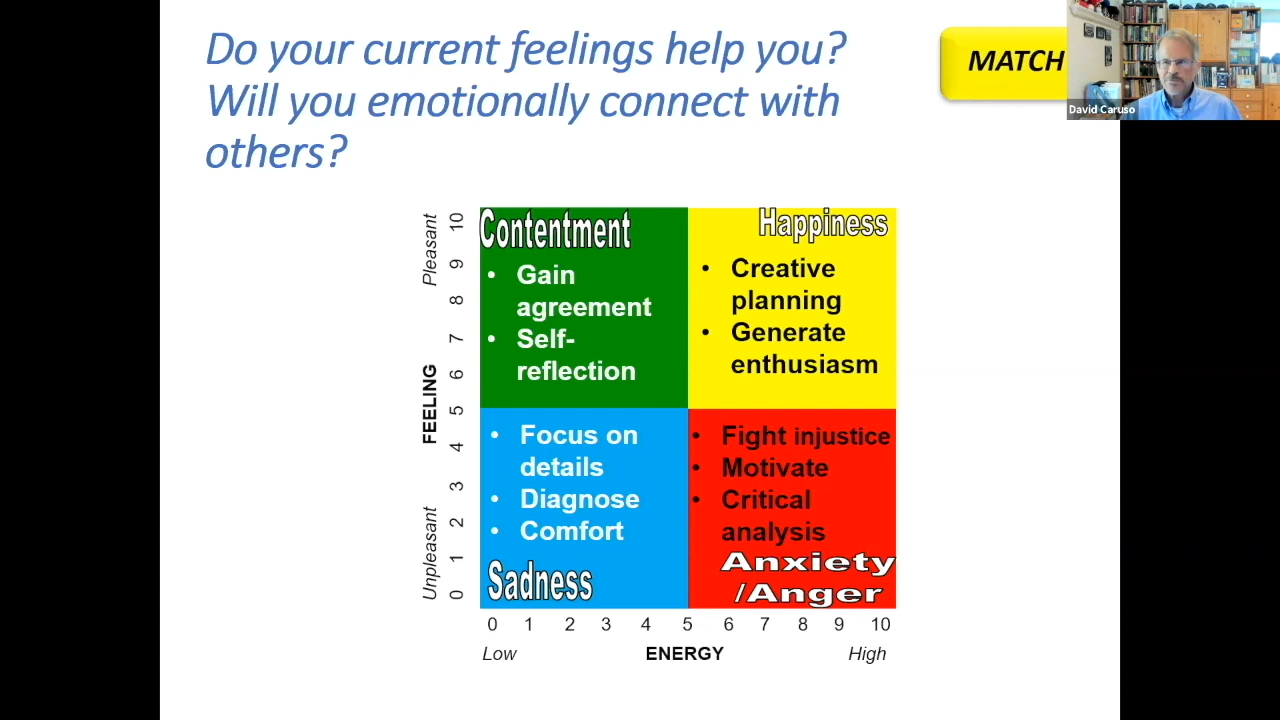 Do your current feelings help you?
Will you emotionally connect with
others?
MATCH
David Caruso
Contentment
• Gain
agreement
• Self-
reflection
Happiness
• Creative
planning
• Generate
enthusiasm
• Focus on
details
• Diagnose
• Comfort
Sadness
• Fight injustice
• Motivate
• Critical
analysis
Anxiety
/Anger
Pleasant
FEELING
Unpleasant
10
9
8
7
6
5
4
3
2
1
0
0 1 2 3 4 5 6 7 8 9 10
Low ENERGY High